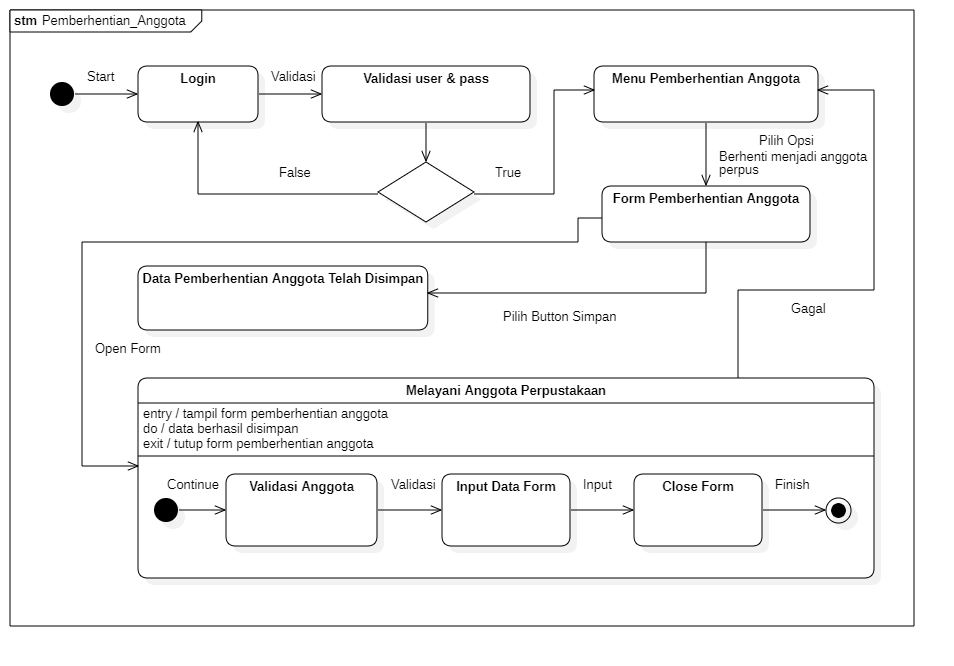 stm Pemberhentian_Anggota
Start
Login
Validasi
Validasi user & pass
Menu Pemberhentian Anggota
False
True
Pilih Opsi
Berhenti menjadi anggota
perpus
Form Pemberhentian Anggota
Data Pemberhentian Anggota Telah Disimpan
Pilih Button Simpan
Gagal
Open Form
Melayani Anggota Perpustakaan
entry / tampil form pemberhentian anggota
do / data berhasil disimpan
exit / tutup form pemberhentian anggota
Continue
Validasi Anggota
Validasi
Input Data Form
Input
Close Form
Finish